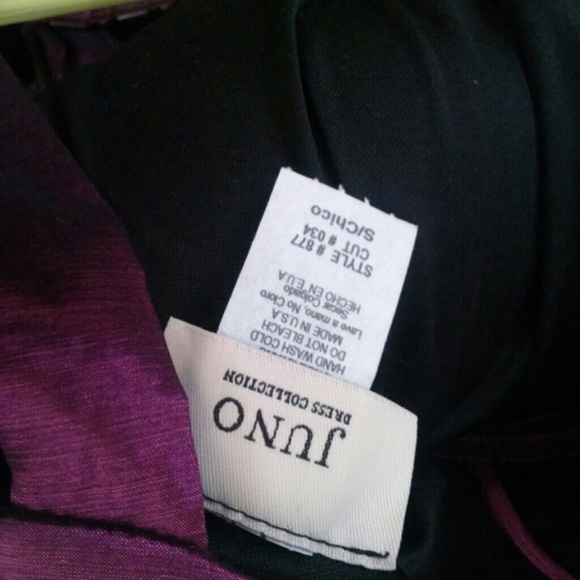 JUNO
DRESS COLLECTION
HAND WASH COLD
DO NOT BLEACH
MADE IN U.S.A
Lave a mano, No Cloro
Secar Colgado
HECHO EN E.U.A
STYLE # 877
CUT # 034
S/Chico